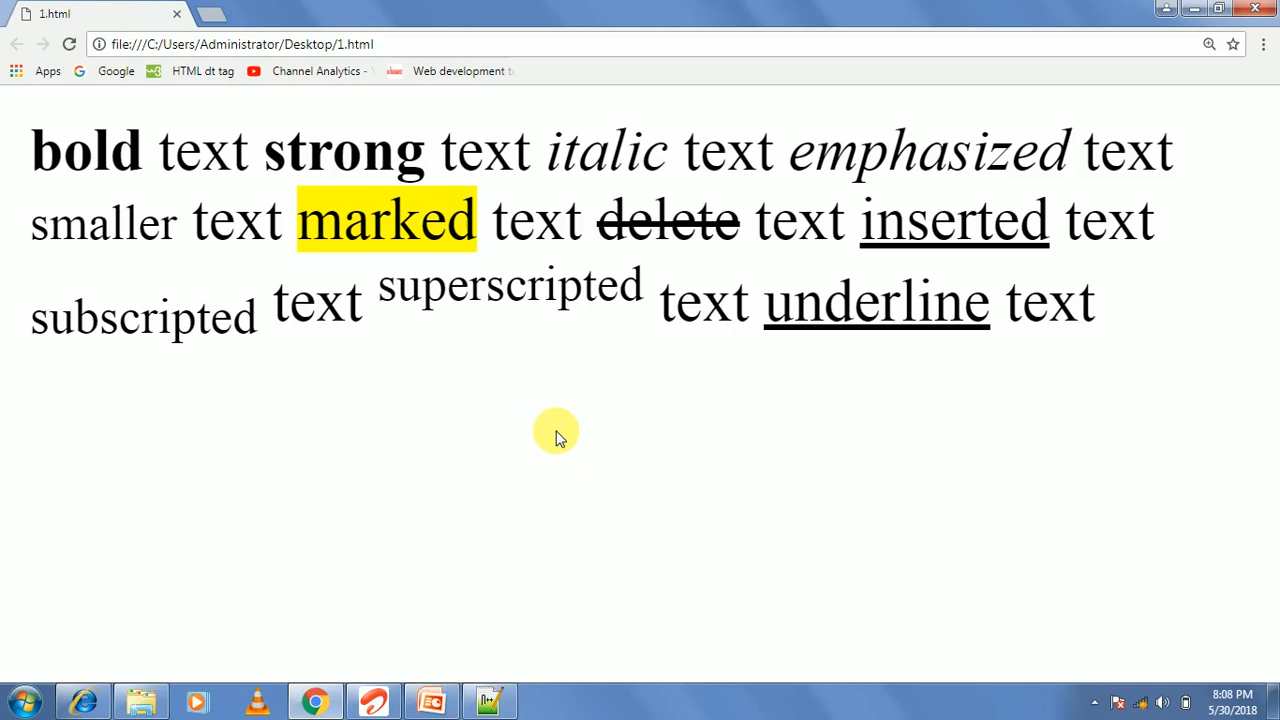 1.html
file:///C:/Users/Administrator/Desktop/1.html
Apps Google HTML dt tag Channel Analytics - Web development tu
bold text strong text italic text emphasized text
smaller text marked text delete text inserted text
subscripted text superscripted text underline text
8:08 PM
5/30/2018